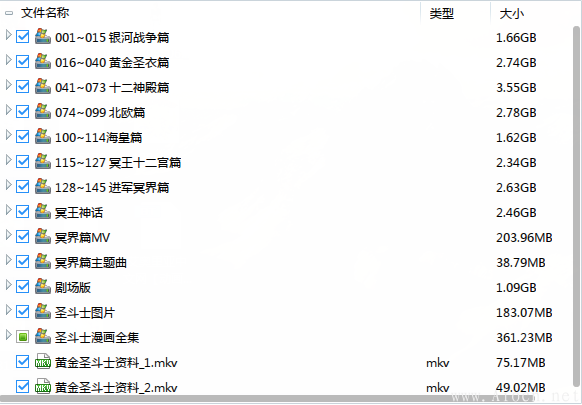 文件名称 类型 大小
001~015 银河战争篇 1.66GB
016~040 黄金圣衣篇 2.74GB
041~073 十二神殿篇 3.55GB
074~099 北欧篇 2.78GB
100~114海皇篇 1.62GB
115~127 冥王十二宫篇 2.34GB
128~145 进军冥界篇 2.63GB
冥王神话 2.46GB
冥界篇MV 203.96MB
冥界篇主题曲 38.79MB
剧场版 1.09GB
圣斗士图片 183.07MB
圣斗士漫画全集 361.23MB
黄金圣斗士资料_1.mkv mkv 75.17MB
黄金圣斗士资料_2.mkv mkv 49.02MB